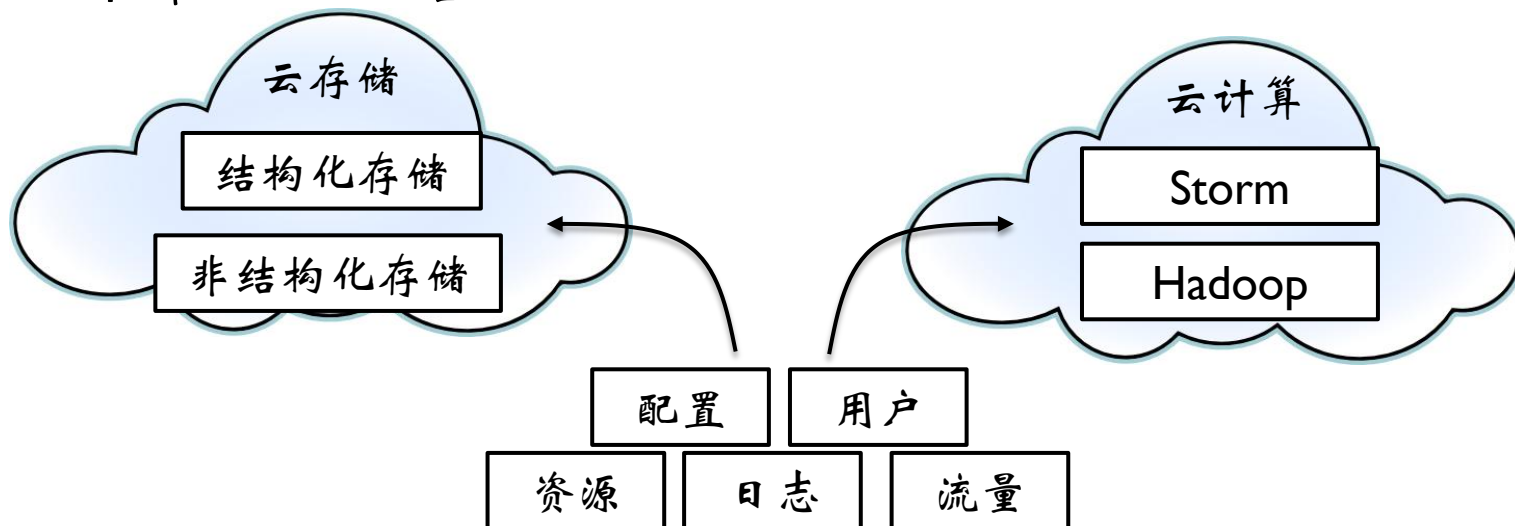 云存储
结构化存储
非结构化存储
云计算
Storm
Hadoop
配置
用户
资源
日志
流量